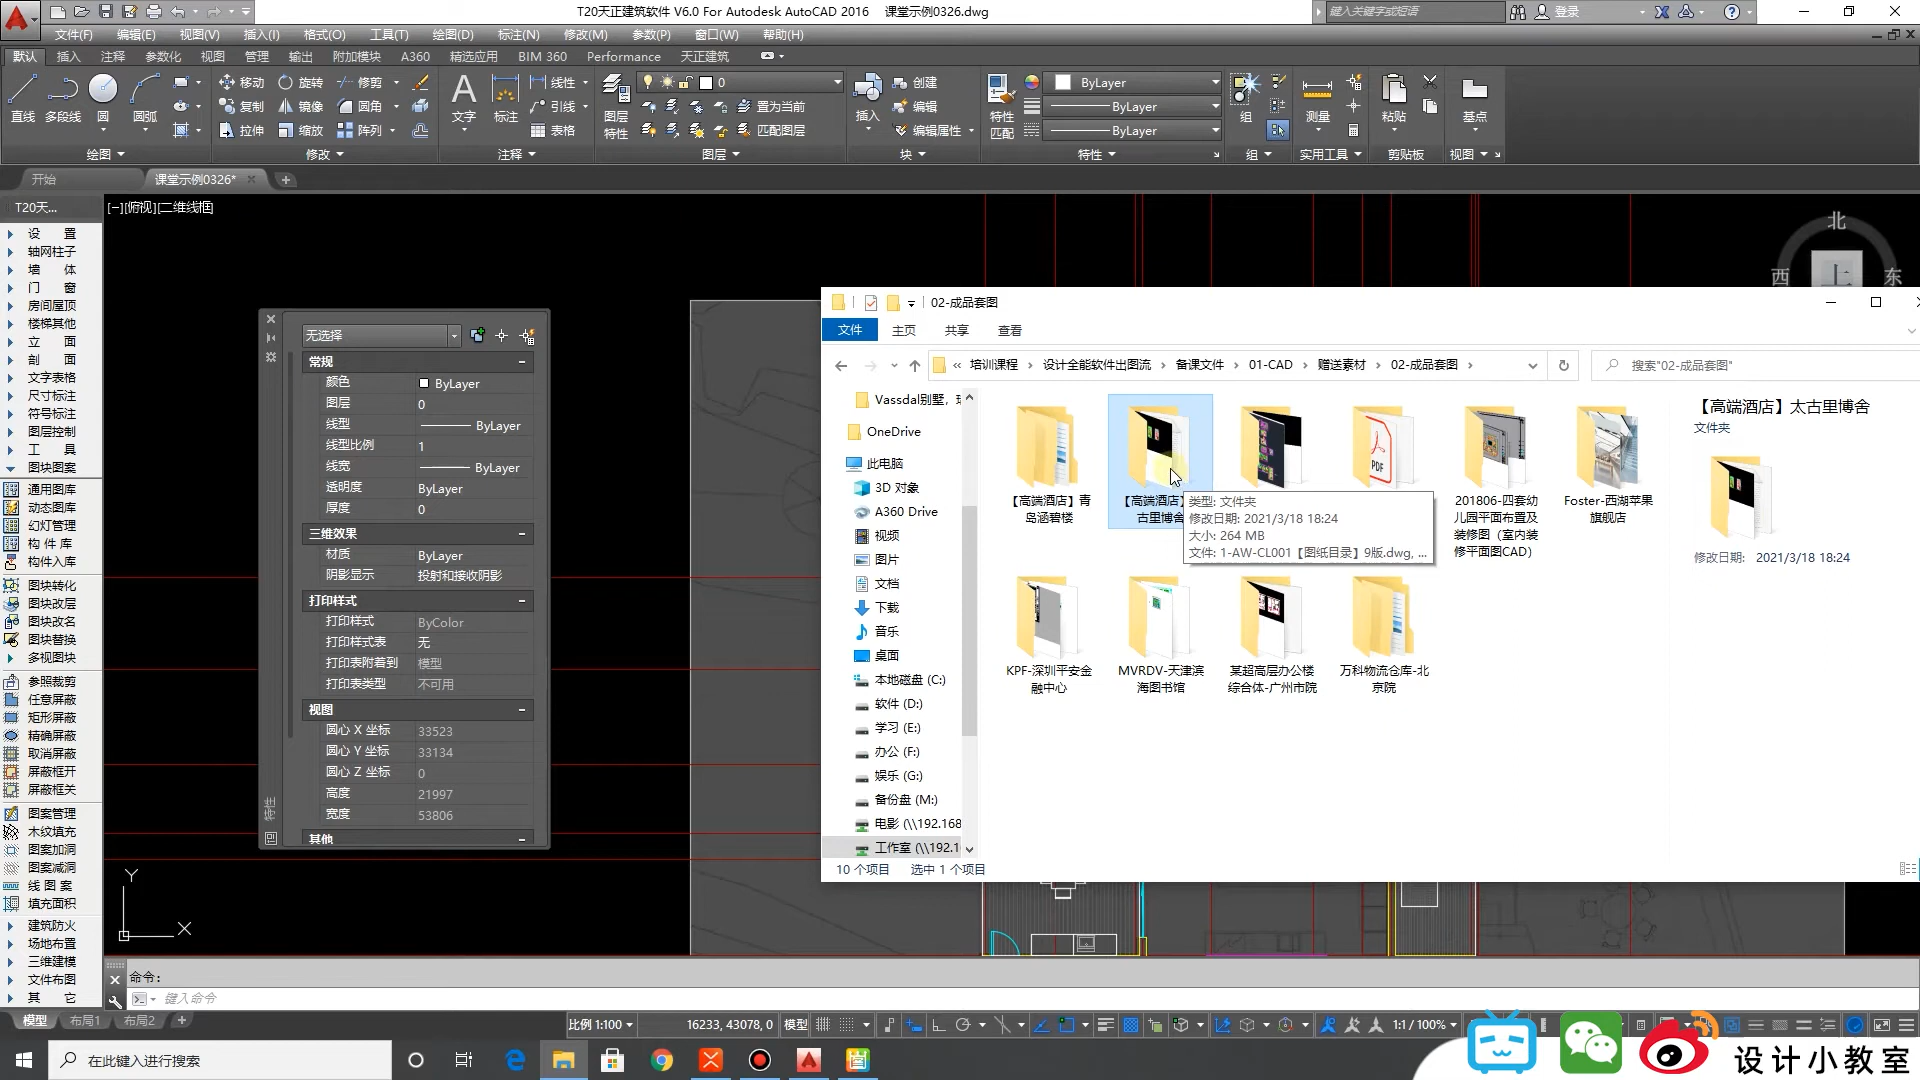 T20天正建筑软件 V6.0 For Autodesk AutoCAD 2016 课堂示例0326.dwg
键入关键字或短语
登录
文件(F) 编辑(E) 视图(V) 插入(I) 格式(O) 工具(T) 绘图(D) 标注(N) 修改(M) 参数(P) 窗口(W) 帮助(H)
默认 插入 注释 参数化 视图 管理 输出 附加模块 A360 精选应用 BIM 360 Performance 天正建筑
移动 旋转 修剪 线性 0 创建 ByLayer
复制 镜像 圆角 引线 置为当前 编辑 ByLayer
直线 多段线 圆 圆弧 文字 标注 图层特性 插入 特性匹配 组 测量 粘贴 基点
拉伸 缩放 阵列 表格 匹配图层 编辑属性 ByLayer
绘图 修改 注释 图层 块 特性 组 实用工具 剪贴板 视图
开始 课堂示例0326*
T20天...
[−][俯视][二维线框]
北
西 上 东
设 置
轴网柱子
墙 体
门 窗
房间屋顶
楼梯其他
立 面
剖 面
文字表格
尺寸标注
符号标注
图层控制
工 具
图块图案
通用图库
动态图库
幻灯管理
构 件 库
构件入库
图块转化
图块改层
图块改名
图块替换
多视图块
参照裁剪
任意屏蔽
矩形屏蔽
精确屏蔽
取消屏蔽
屏蔽框开
屏蔽框关
图案管理
木纹填充
图案加洞
图案减洞
线 图 案
填充面积
建筑防火
场地布置
三维建模
文件布图
其 它
无选择
常规
颜色 ByLayer
图层 0
线型 ByLayer
线型比例 1
线宽 ByLayer
透明度 ByLayer
厚度 0
三维效果
材质 ByLayer
阴影显示 投射和接收阴影
打印样式
打印样式 ByColor
打印样式表 无
打印表附着到 模型
打印表类型 不可用
视图
圆心 X 坐标 33523
圆心 Y 坐标 33134
圆心 Z 坐标 0
高度 21997
宽度 53806
其他
特性
02-成品套图
文件 主页 共享 查看
« 培训课程 › 设计全能软件出图流 › 备课文件 › 01-CAD › 赠送素材 › 02-成品套图 ›
搜索"02-成品套图"
Vassdal别墅,
OneDrive
此电脑
3D 对象
A360 Drive
视频
图片
文档
下载
音乐
桌面
本地磁盘 (C:)
软件 (D:)
学习 (E:)
办公 (F:)
娱乐 (G:)
备份盘 (M:)
电影 (\\192.168
工作室 (\\192.1
【高端酒店】青
岛涵碧楼
【高端酒店】
古里博舍
201806-四套幼
儿园平面布置及
装修图（室内装
修平面图CAD）
Foster-西湖苹果
旗舰店
PDF
类型: 文件夹
修改日期: 2021/3/18 18:24
大小: 264 MB
文件: 1-AW-CL001【图纸目录】9版.dwg, ...
KPF-深圳平安金
融中心
MVRDV-天津滨
海图书馆
某超高层办公楼
综合体-广州市院
万科物流仓库-北
京院
【高端酒店】太古里博舍
文件夹
修改日期: 2021/3/18 18:24
10 个项目 选中 1 个项目
Y
X
命令:
键入命令
模型 布局1 布局2
比例 1:100 16233, 43078, 0 模型 1:1 / 100%
在此键入进行搜索
设计小教室